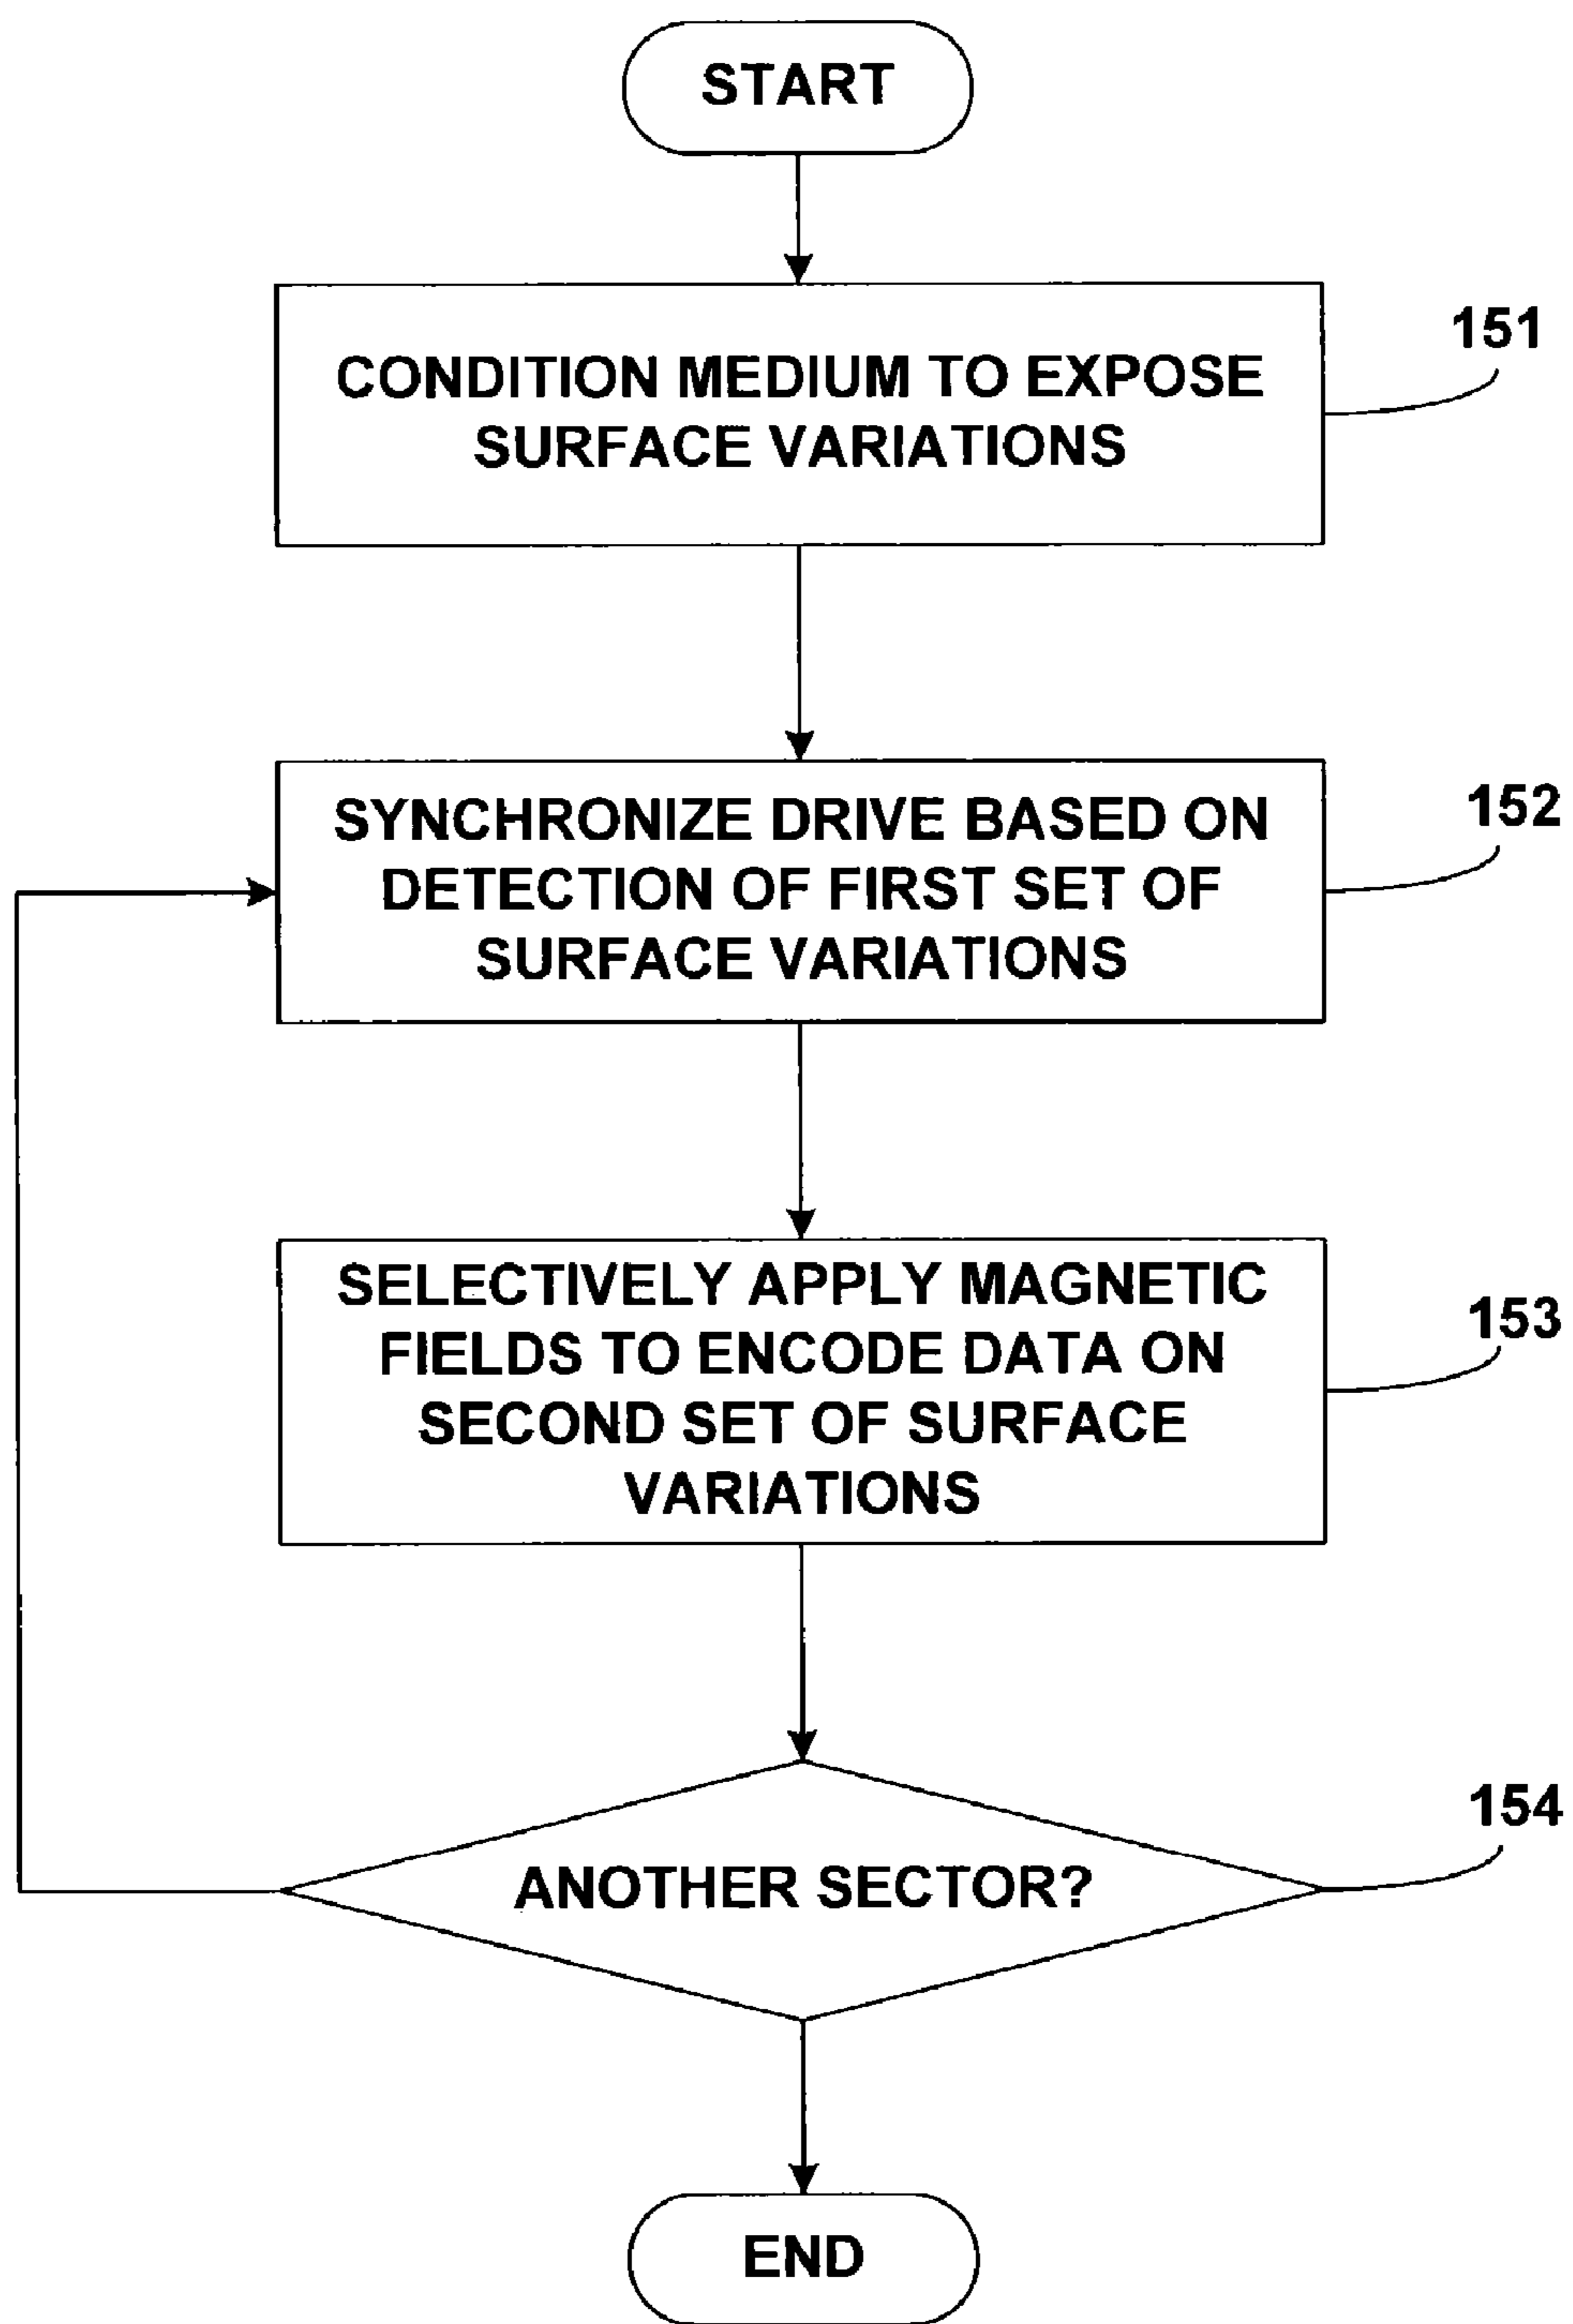 START
CONDITION MEDIUM TO EXPOSE
SURFACE VARIATIONS
151
SYNCHRONIZE DRIVE BASED ON
DETECTION OF FIRST SET OF
SURFACE VARIATIONS
152
SELECTIVELY APPLY MAGNETIC
FIELDS TO ENCODE DATA ON
SECOND SET OF SURFACE
VARIATIONS
153
ANOTHER SECTOR?
154
END